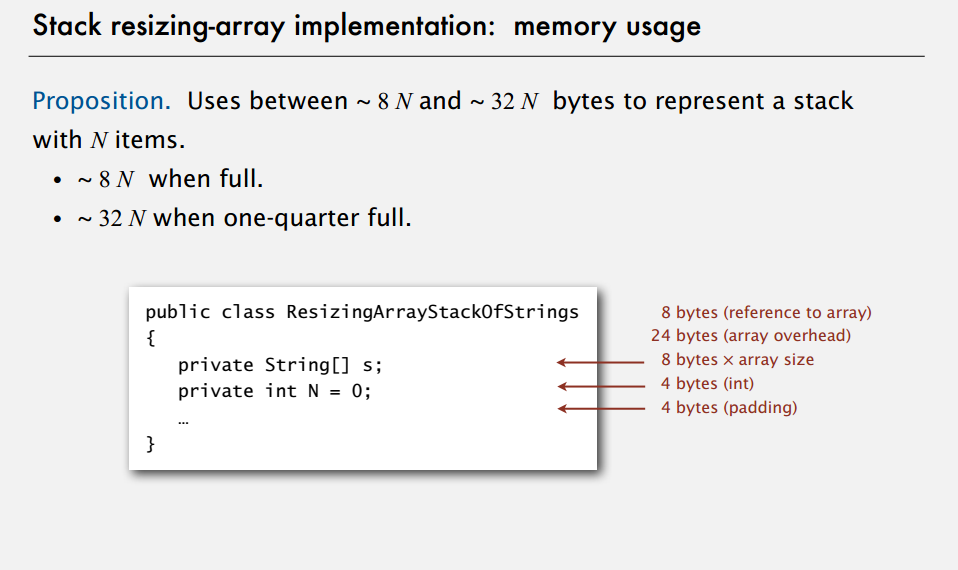 Stack resizing-array implementation: memory usage
Proposition. Uses between ~ 8 N and ~ 32 N bytes to represent a stack
with N items.
• ~ 8 N when full.
• ~ 32 N when one-quarter full.
public class ResizingArrayStackOfStrings
{
private String[] s;
private int N = 0;
…
}
8 bytes (reference to array)
24 bytes (array overhead)
8 bytes × array size
4 bytes (int)
4 bytes (padding)